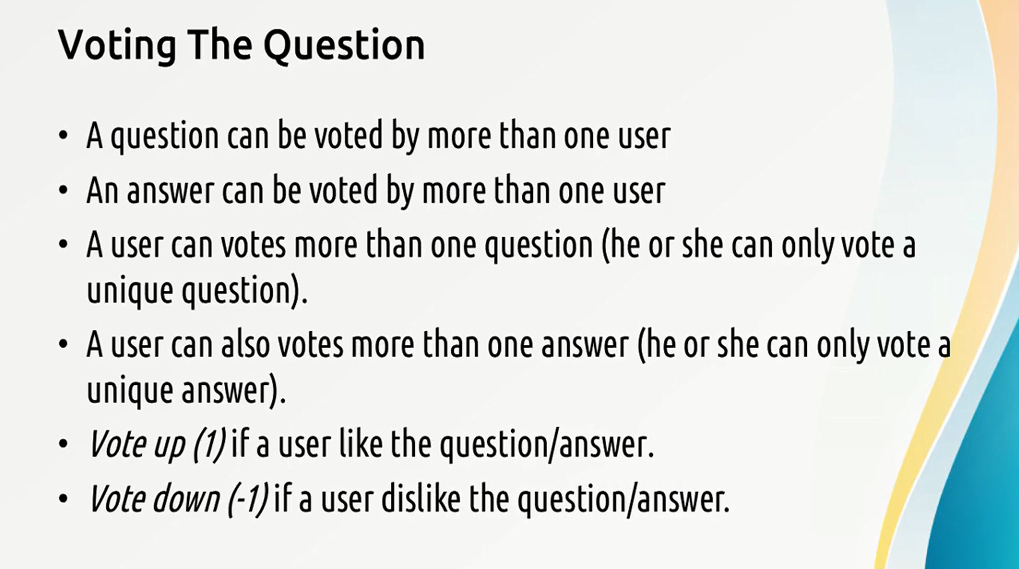 Voting The Question
• A question can be voted by more than one user
• An answer can be voted by more than one user
• A user can votes more than one question (he or she can only vote a
unique question).
• A user can also votes more than one answer (he or she can only vote a
unique answer).
• Vote up (1) if a user like the question/answer.
• Vote down (-1) if a user dislike the question/answer.